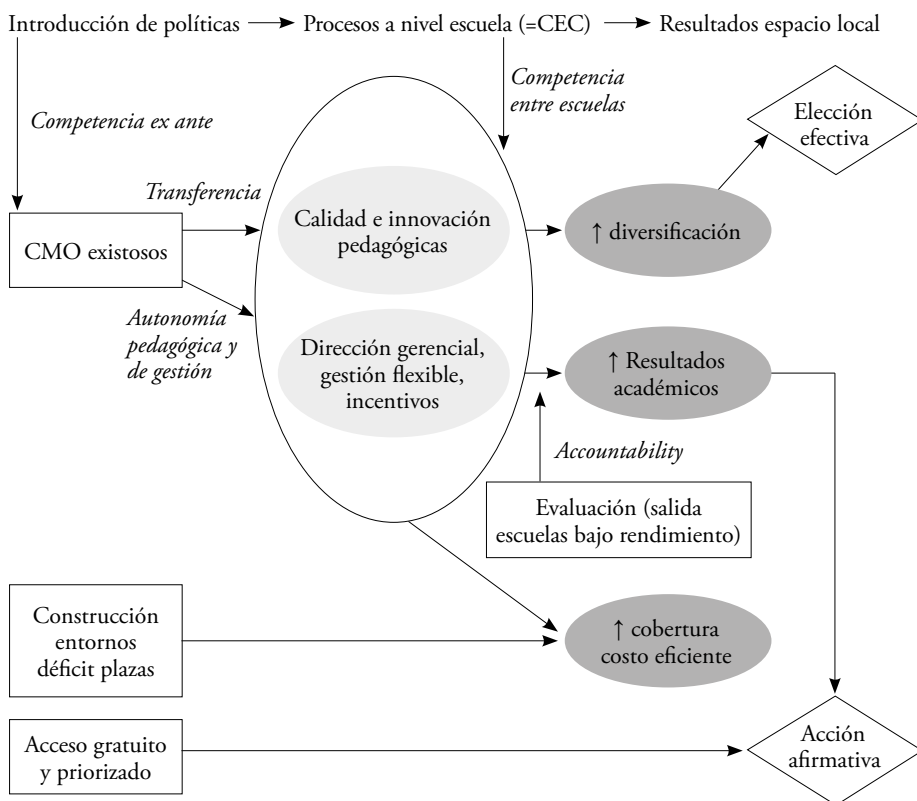 Introducción de políticas
Procesos a nivel escuela (=CEC)
Resultados espacio local
Competencia ex ante
Competencia
entre escuelas
Elección
efectiva
Transferencia
CMO existosos
Calidad e innovación
pedagógicas
↑ diversificación
Autonomía
pedagógica y
de gestión
Dirección gerencial,
gestión flexible,
incentivos
↑ Resultados
académicos
Accountability
Evaluación (salida
escuelas bajo rendimiento)
Construcción
entornos
déficit plazas
↑ cobertura
costo eficiente
Acceso gratuito
y priorizado
Acción
afirmativa